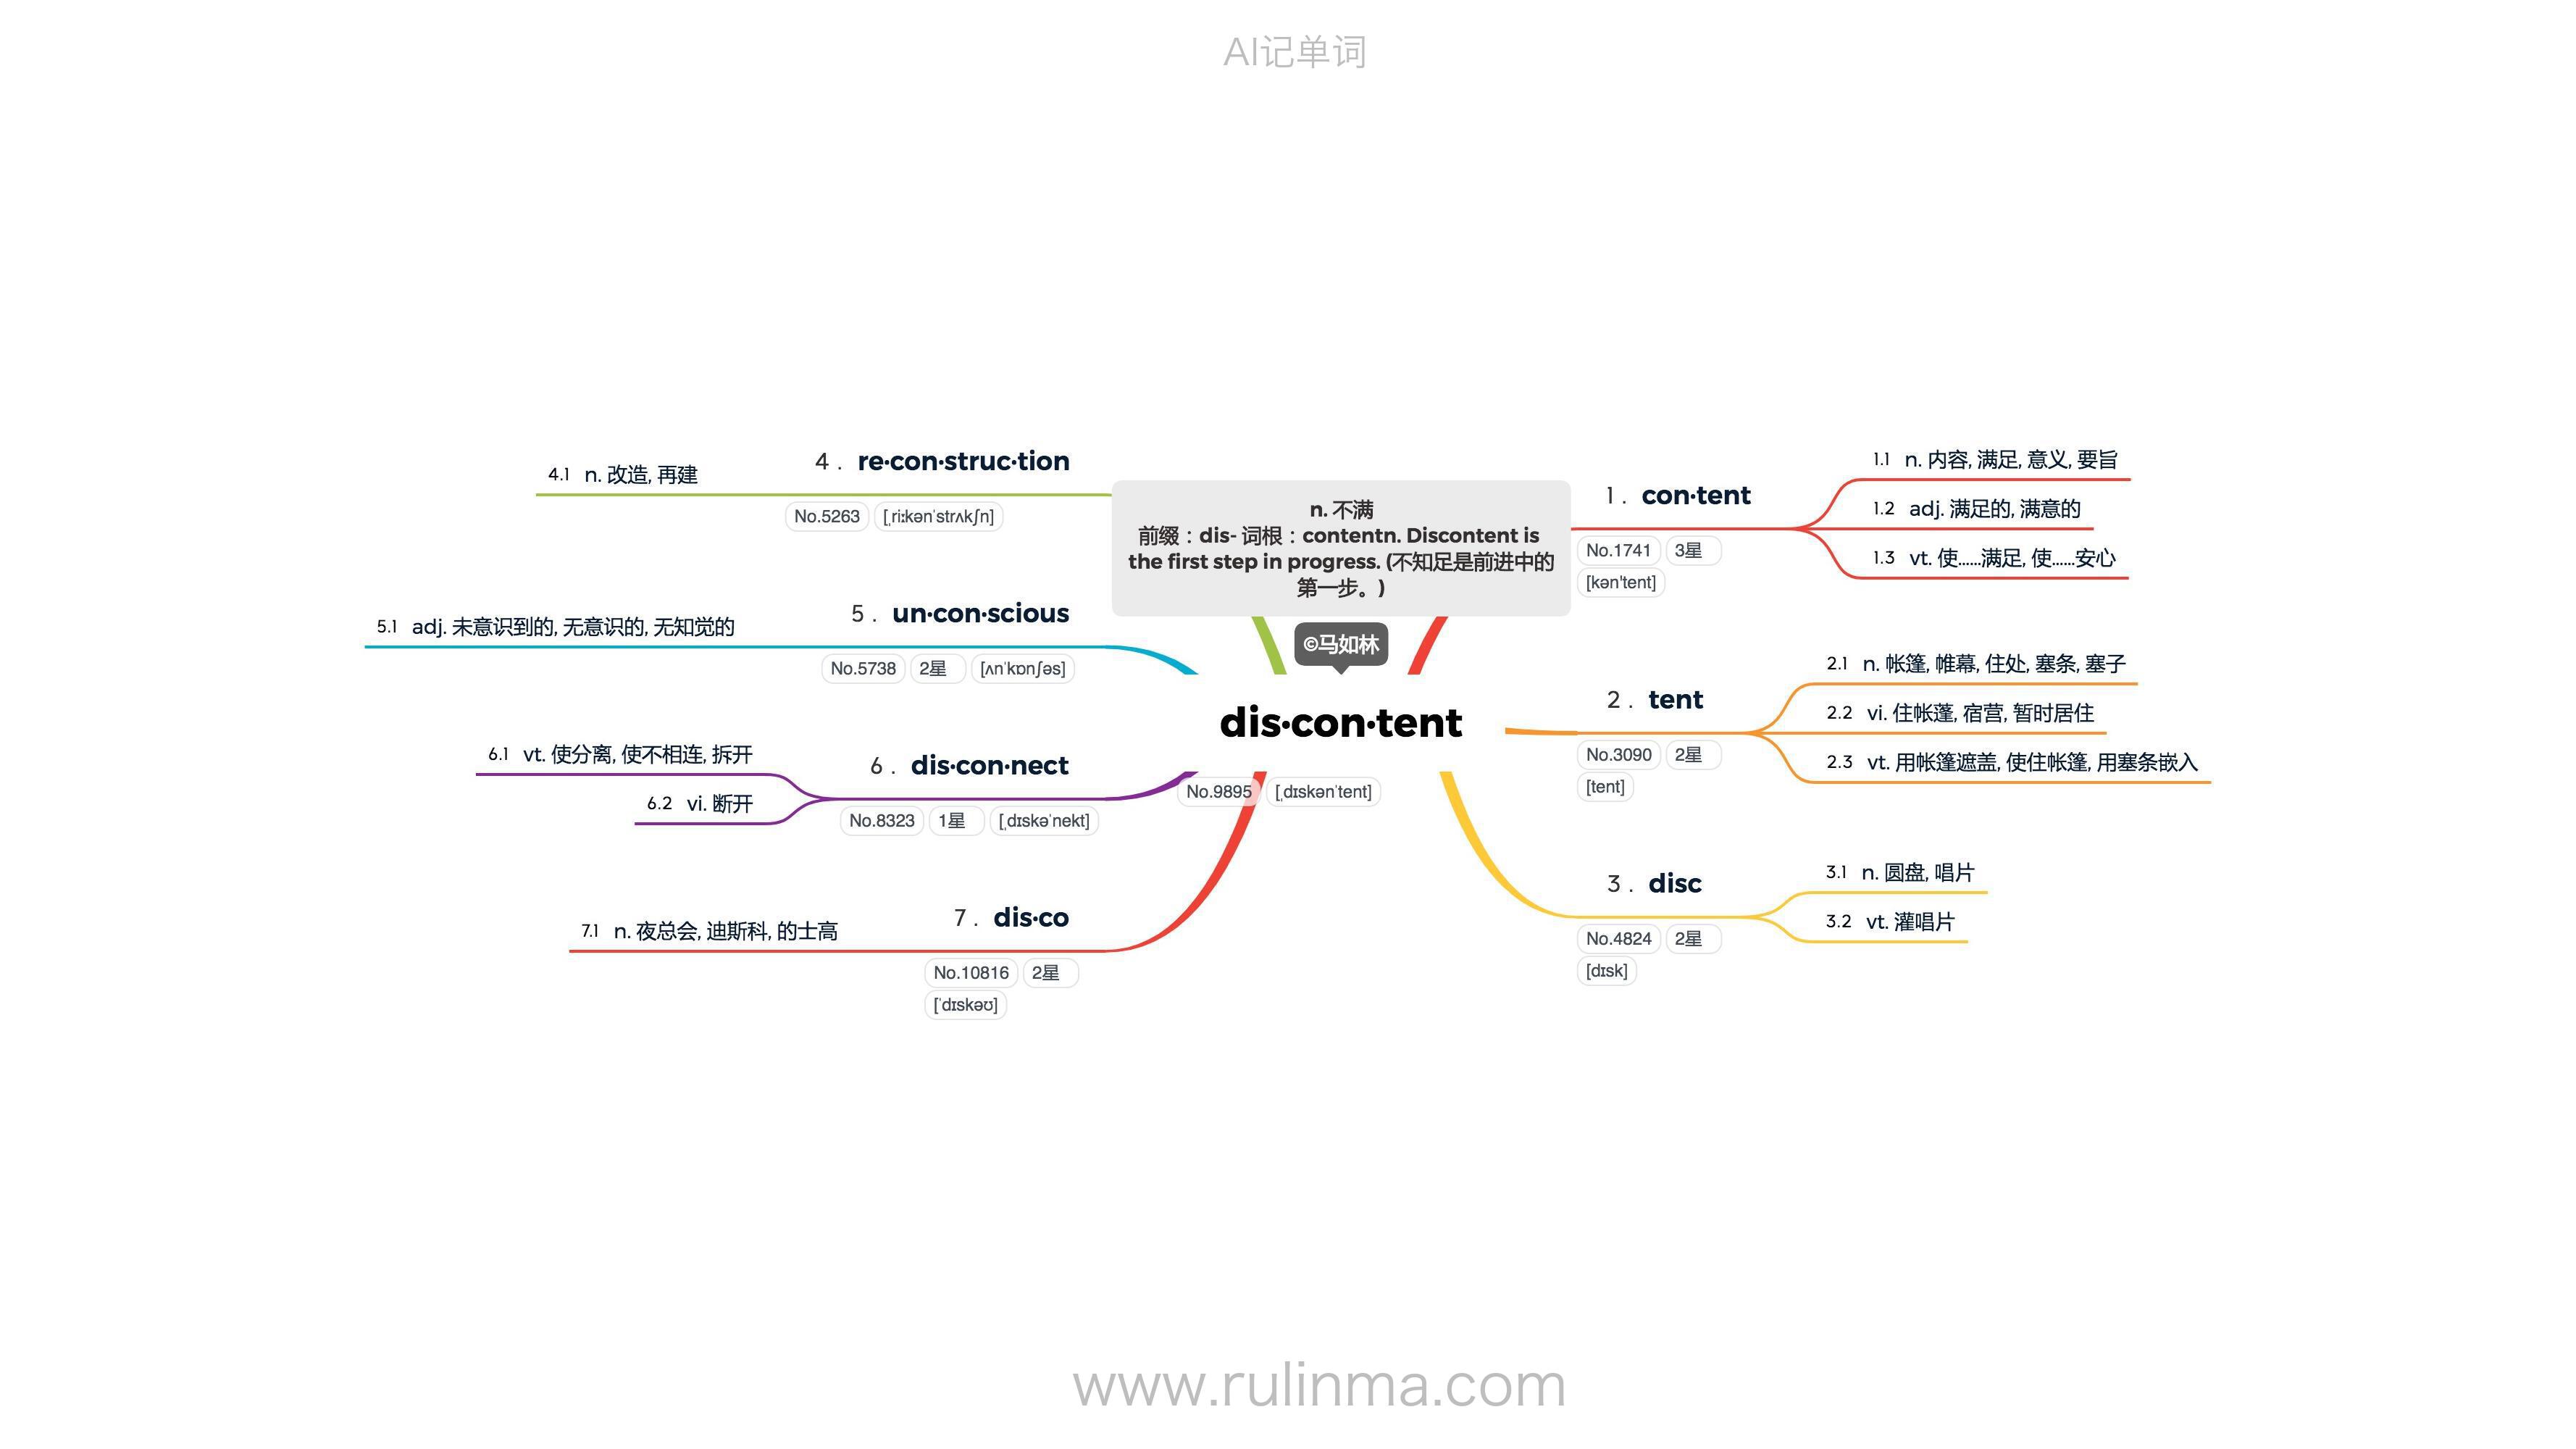 AI记单词
n. 不满
前缀：dis- 词根：contentn. Discontent is
the first step in progress. (不知足是前进中的
第一步。)
©马如林
dis·con·tent
No.9895 [ˌdɪskənˈtent]
1. con·tent
No.1741 3星
[kən'tent]
1.1 n. 内容, 满足, 意义, 要旨
1.2 adj. 满足的, 满意的
1.3 vt. 使……满足, 使……安心
2. tent
No.3090 2星
[tent]
2.1 n. 帐篷, 帷幕, 住处, 塞条, 塞子
2.2 vi. 住帐蓬, 宿营, 暂时居住
2.3 vt. 用帐篷遮盖, 使住帐篷, 用塞条嵌入
3. disc
No.4824 2星
[dɪsk]
3.1 n. 圆盘, 唱片
3.2 vt. 灌唱片
4. re·con·struc·tion
No.5263 [ˌriːkənˈstrʌkʃn]
4.1 n. 改造, 再建
5. un·con·scious
No.5738 2星 [ʌnˈkɒnʃəs]
5.1 adj. 未意识到的, 无意识的, 无知觉的
6. dis·con·nect
No.8323 1星 [ˌdɪskəˈnekt]
6.1 vt. 使分离, 使不相连, 拆开
6.2 vi. 断开
7. dis·co
No.10816 2星
[ˈdɪskəʊ]
7.1 n. 夜总会, 迪斯科, 的士高
www.rulinma.com